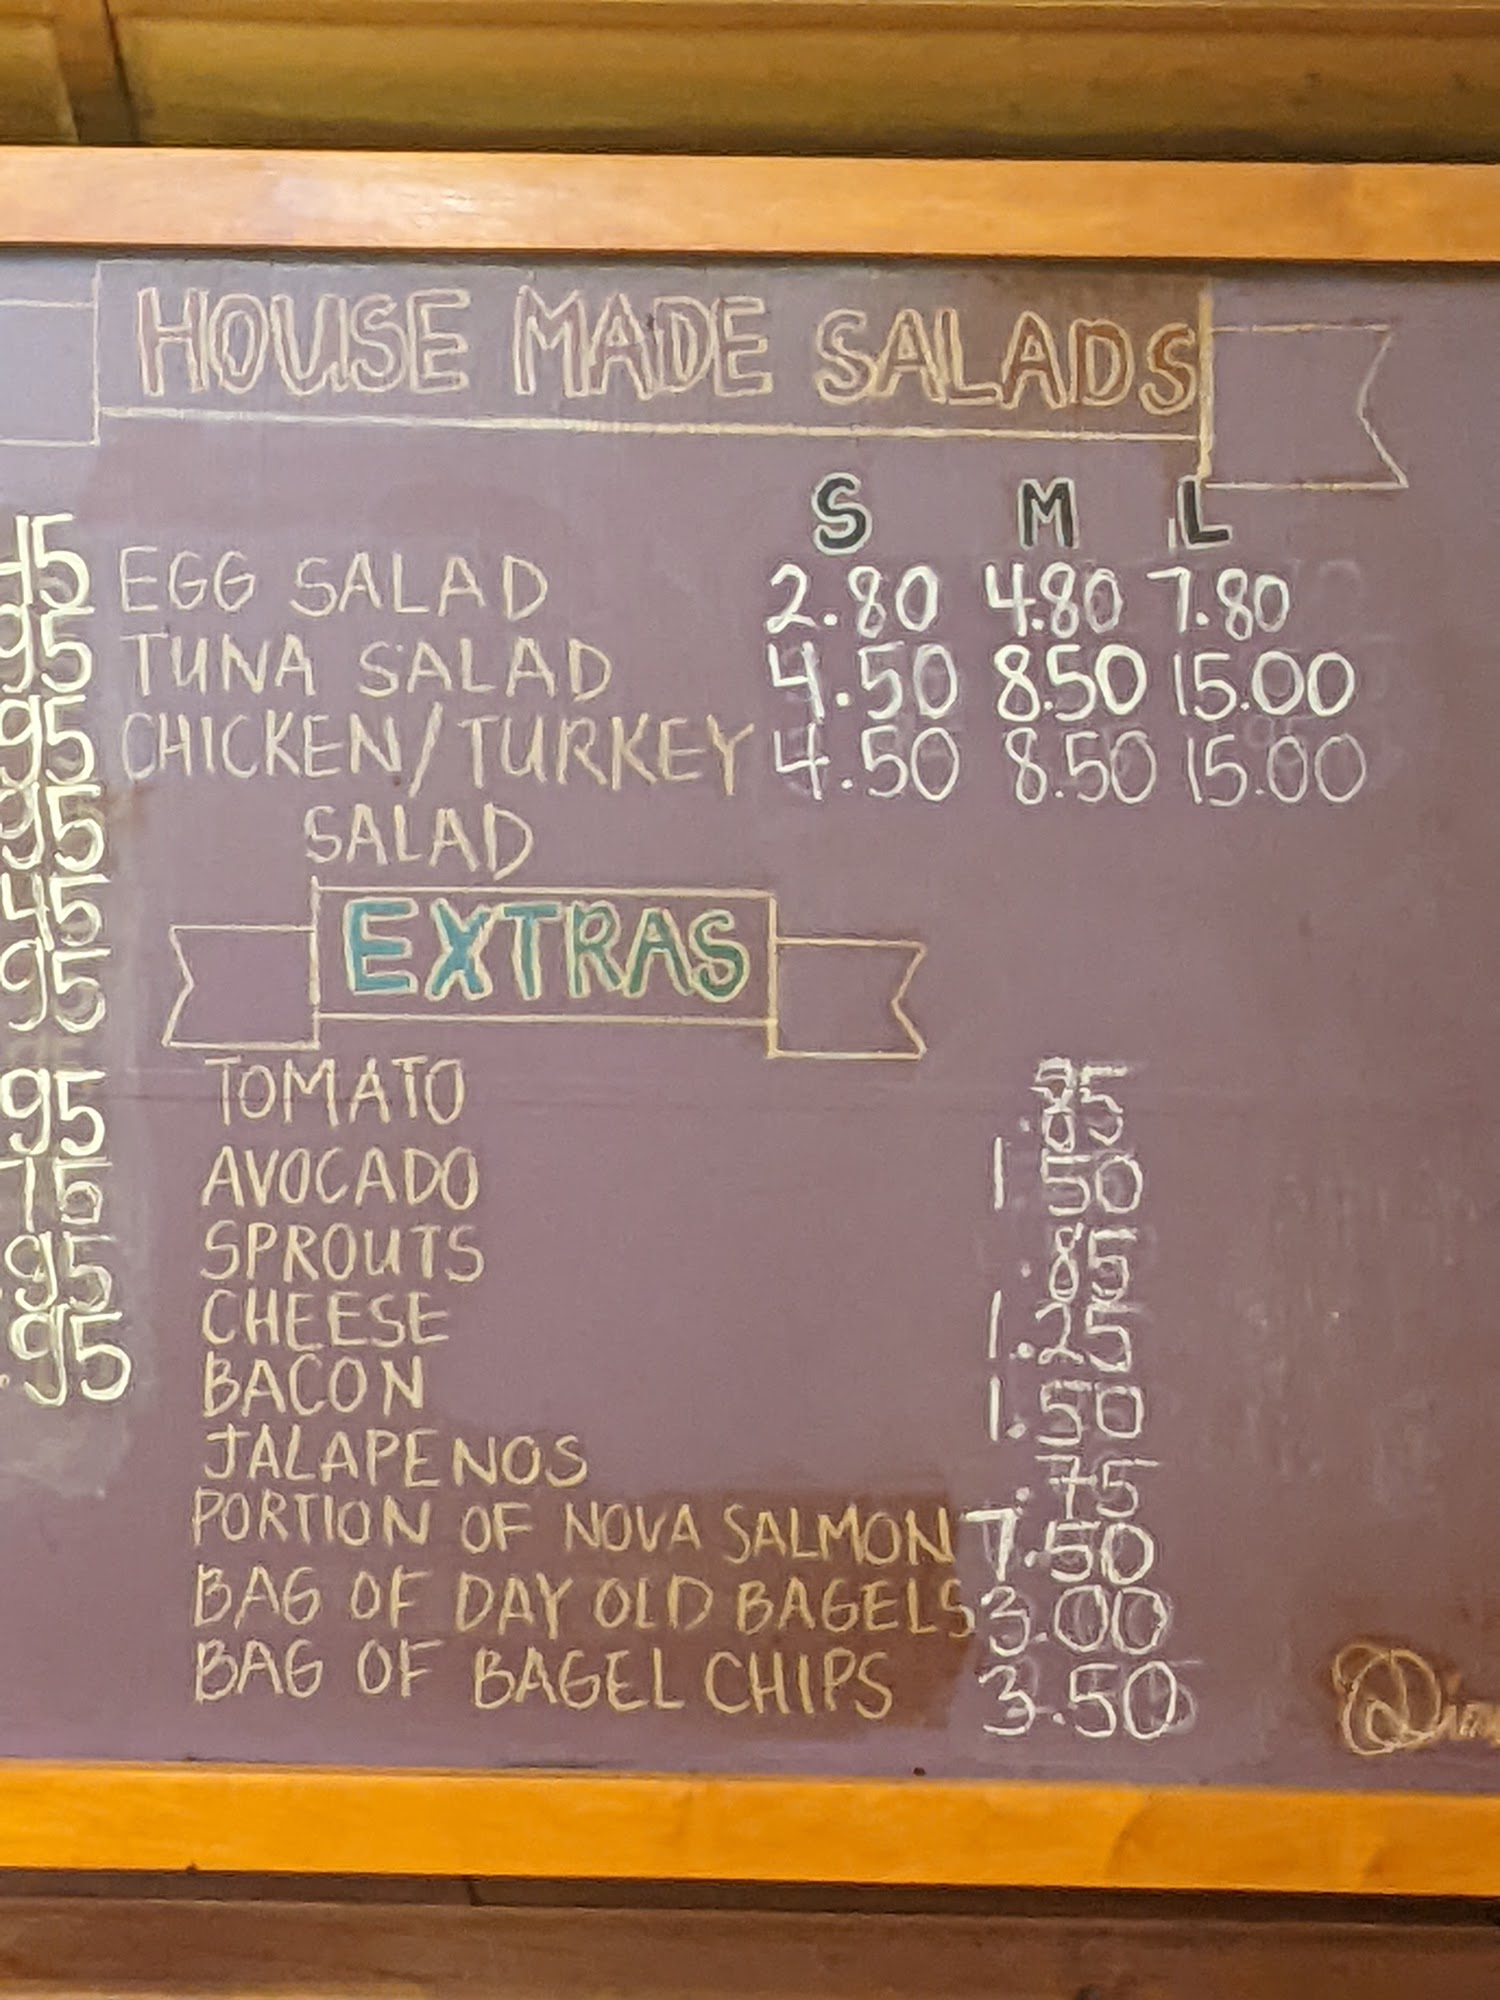 HOUSE MADE SALADS
S M L
EGG SALAD 2.80 4.80 7.80
TUNA SALAD 4.50 8.50 15.00
CHICKEN/TURKEY 4.50 8.50 15.00
SALAD
EXTRAS
TOMATO .85
AVOCADO 1.50
SPROUTS .85
CHEESE 1.25
BACON 1.50
JALAPENOS .75
PORTION OF NOVA SALMON 7.50
BAG OF DAY OLD BAGELS 3.00
BAG OF BAGEL CHIPS 3.50